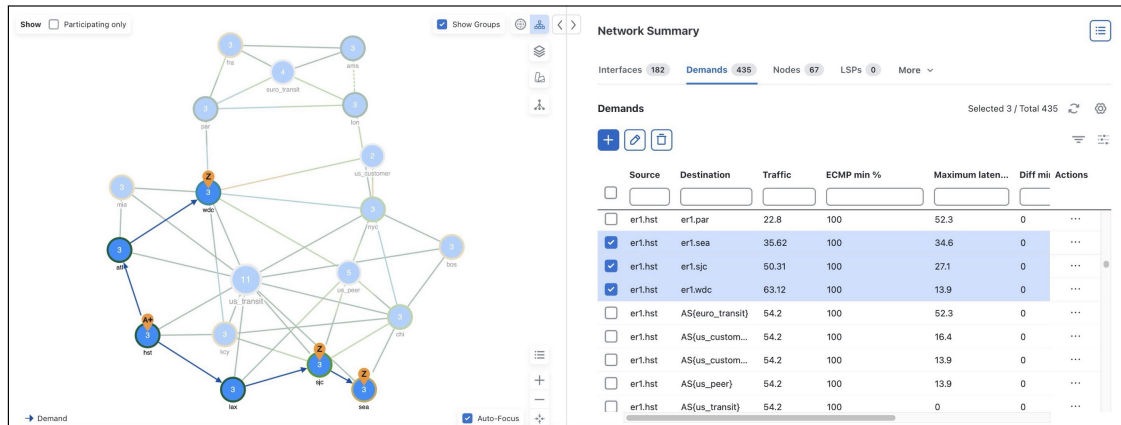 Show Participating only
Show Groups
3
fra
3
ams
4
euro_transit
3
par
3
lon
2
us_customer
3
mia
Z
3
wdc
3
nyc
3
atl
3
bos
11
us_transit
5
us_peer
A+
3
hst
3
kcy
3
chi
Z
3
sjc
3
lax
Z
3
sea
→ Demand
Auto-Focus
Network Summary
Interfaces 182 Demands 435 Nodes 67 LSPs 0 More
Demands
Selected 3 / Total 435
Source Destination Traffic ECMP min % Maximum laten... Diff min Actions
er1.hst er1.par 22.8 100 52.3 0 ...
er1.hst er1.sea 35.62 100 34.6 0 ...
er1.hst er1.sjc 50.31 100 27.1 0 ...
er1.hst er1.wdc 63.12 100 13.9 0 ...
er1.hst AS{euro_transit} 54.2 100 52.3 0 ...
er1.hst AS{us_custom... 54.2 100 16.4 0 ...
er1.hst AS{us_custom... 54.2 100 13.9 0 ...
er1.hst AS{us_peer} 54.2 100 13.9 0 ...
er1.hst AS{us_transit} 54.2 100 0 0 ...